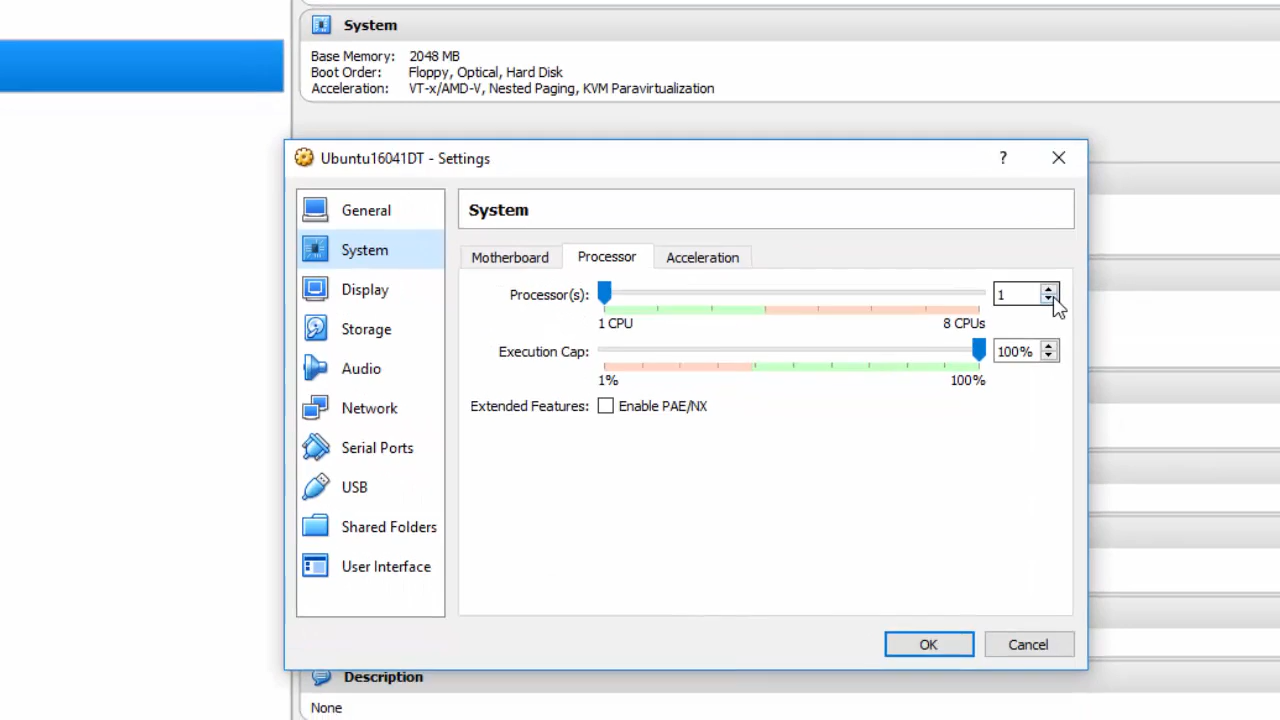 System
Base Memory: 2048 MB
Boot Order: Floppy, Optical, Hard Disk
Acceleration: VT-x/AMD-V, Nested Paging, KVM Paravirtualization
Ubuntu16041DT - Settings
?
General
System
Display
Storage
Audio
Network
Serial Ports
USB
Shared Folders
User Interface
System
Motherboard Processor Acceleration
Processor(s): 1
1 CPU 8 CPUs
Execution Cap: 100%
1% 100%
Extended Features: Enable PAE/NX
OK Cancel
Description
None